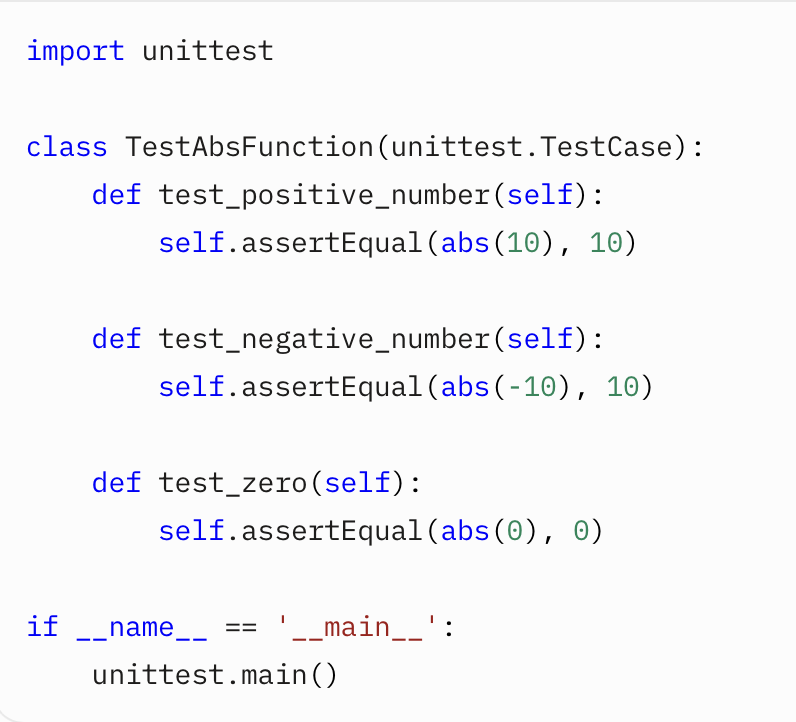 import unittest

class TestAbsFunction(unittest.TestCase):
    def test_positive_number(self):
        self.assertEqual(abs(10), 10)

    def test_negative_number(self):
        self.assertEqual(abs(-10), 10)

    def test_zero(self):
        self.assertEqual(abs(0), 0)

if __name__ == '__main__':
    unittest.main()